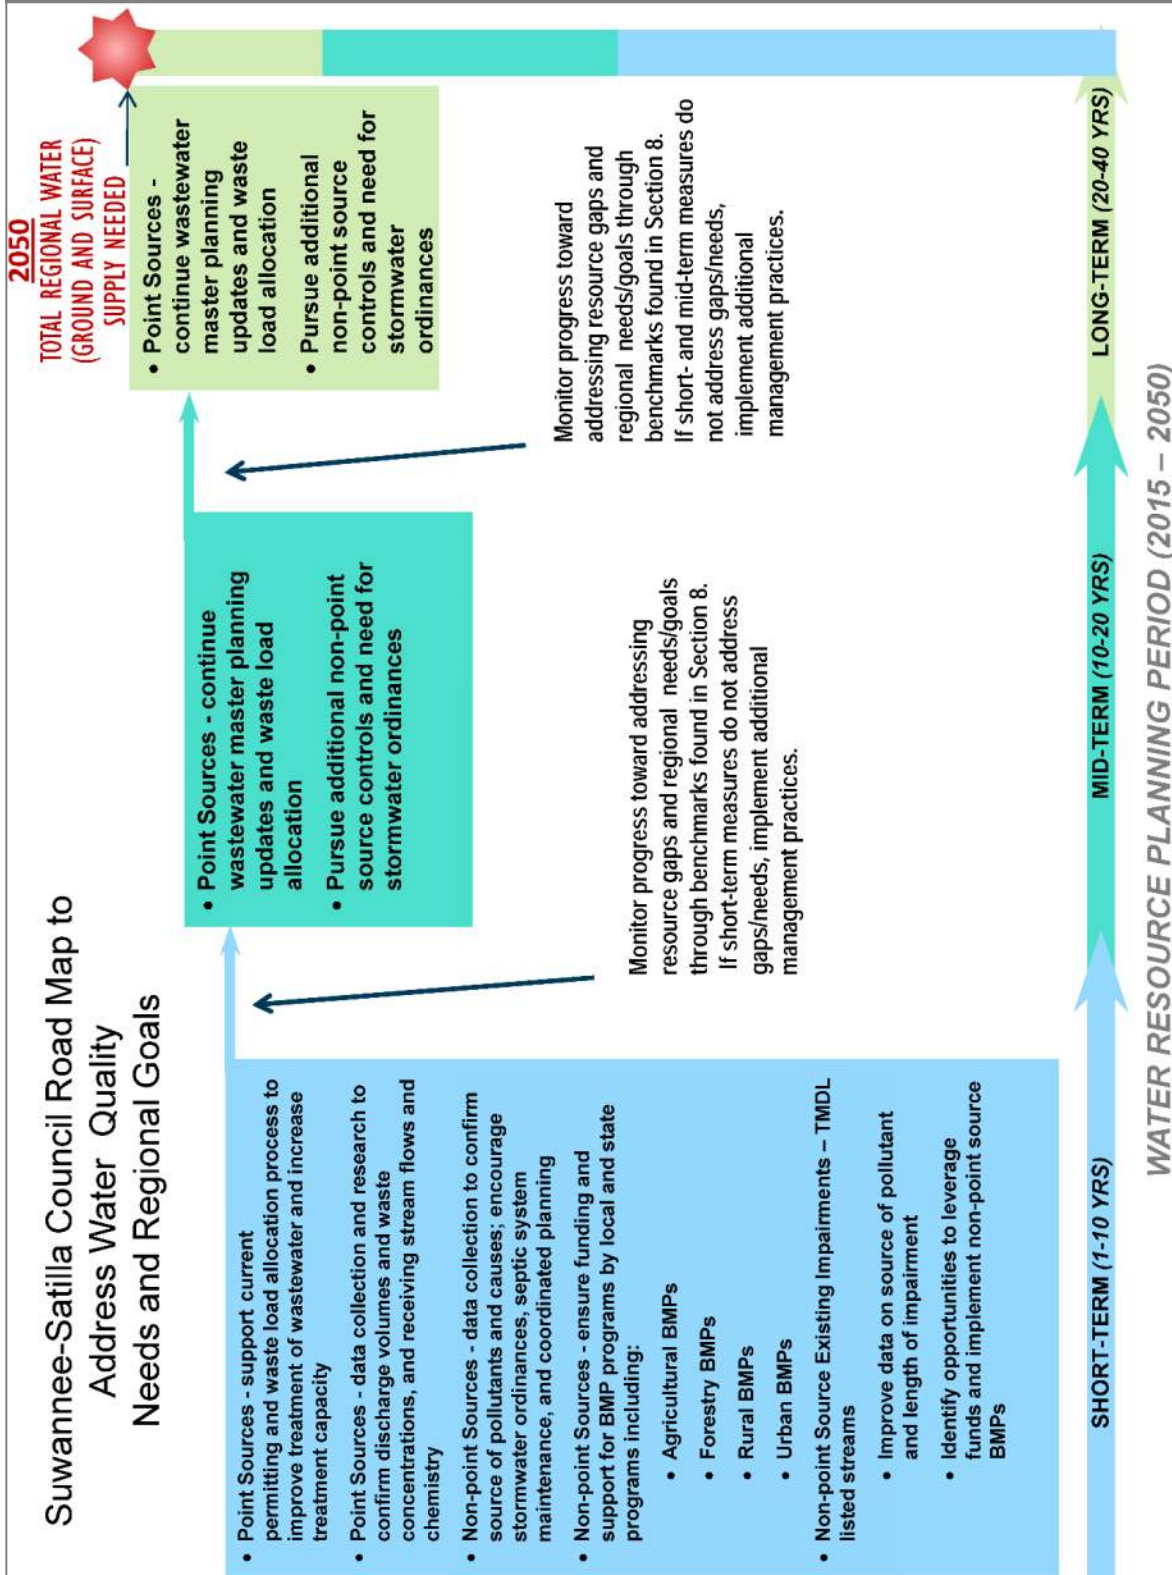 Suwannee-Satilla Council Road Map to
Address Water Quality
Needs and Regional Goals
2050
TOTAL REGIONAL WATER
(GROUND AND SURFACE)
SUPPLY NEEDED
• Point Sources - support current
permitting and waste load allocation process to
improve treatment of wastewater and increase
treatment capacity
• Point Sources - data collection and research to
confirm discharge volumes and waste
concentrations, and receiving stream flows and
chemistry
• Non-point Sources - data collection to confirm
source of pollutants and causes; encourage
stormwater ordinances, septic system
maintenance, and coordinated planning
• Non-point Sources - ensure funding and
support for BMP programs by local and state
programs including:
• Agricultural BMPs
• Forestry BMPs
• Rural BMPs
• Urban BMPs
• Non-point Source Existing Impairments – TMDL
listed streams
• Improve data on source of pollutant
and length of impairment
• Identify opportunities to leverage
funds and implement non-point source
BMPs
• Point Sources - continue
wastewater master planning
updates and waste load
allocation
• Pursue additional non-point
source controls and need for
stormwater ordinances
• Point Sources -
continue wastewater
master planning
updates and waste
load allocation
• Pursue additional
non-point source
controls and need for
stormwater
ordinances
Monitor progress toward addressing
resource gaps and regional needs/goals
through benchmarks found in Section 8.
If short-term measures do not address
gaps/needs, implement additional
management practices.
Monitor progress toward
addressing resource gaps and
regional needs/goals through
benchmarks found in Section 8.
If short- and mid-term measures do
not address gaps/needs,
implement additional
management practices.
SHORT-TERM (1-10 YRS)
MID-TERM (10-20 YRS)
LONG-TERM (20-40 YRS)
WATER RESOURCE PLANNING PERIOD (2015 – 2050)